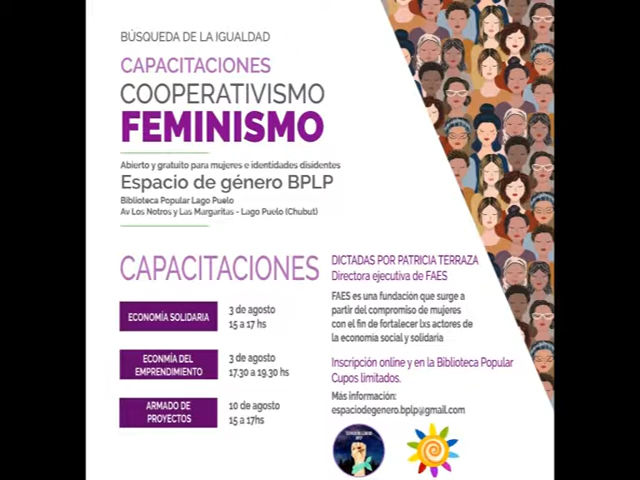 BÚSQUEDA DE LA IGUALDAD
CAPACITACIONES
COOPERATIVISMO
FEMINISMO
Abierto y gratuito para mujeres e identidades disidentes
Espacio de género BPLP
Biblioteca Popular Lago Puelo
Av Los Notros y Las Margaritas - Lago Puelo (Chubut)
CAPACITACIONES
ECONOMÍA SOLIDARIA
3 de agosto
15 a 17 hs
ECONMÍA DEL
EMPRENDIMIENTO
3 de agosto
17.30 a 19.30 hs
ARMADO DE
PROYECTOS
10 de agosto
15 a 17hs
DICTADAS POR PATRICIA TERRAZA
Directora ejecutiva de FAES
FAES es una fundación que surge a
partir del compromiso de mujeres
con el fin de fortalecer lxs actores de
la economía social y solidaria
Inscripción online y en la Biblioteca Popular
Cupos limitados.
Más información:
espaciodegenero.bplp@gmail.com